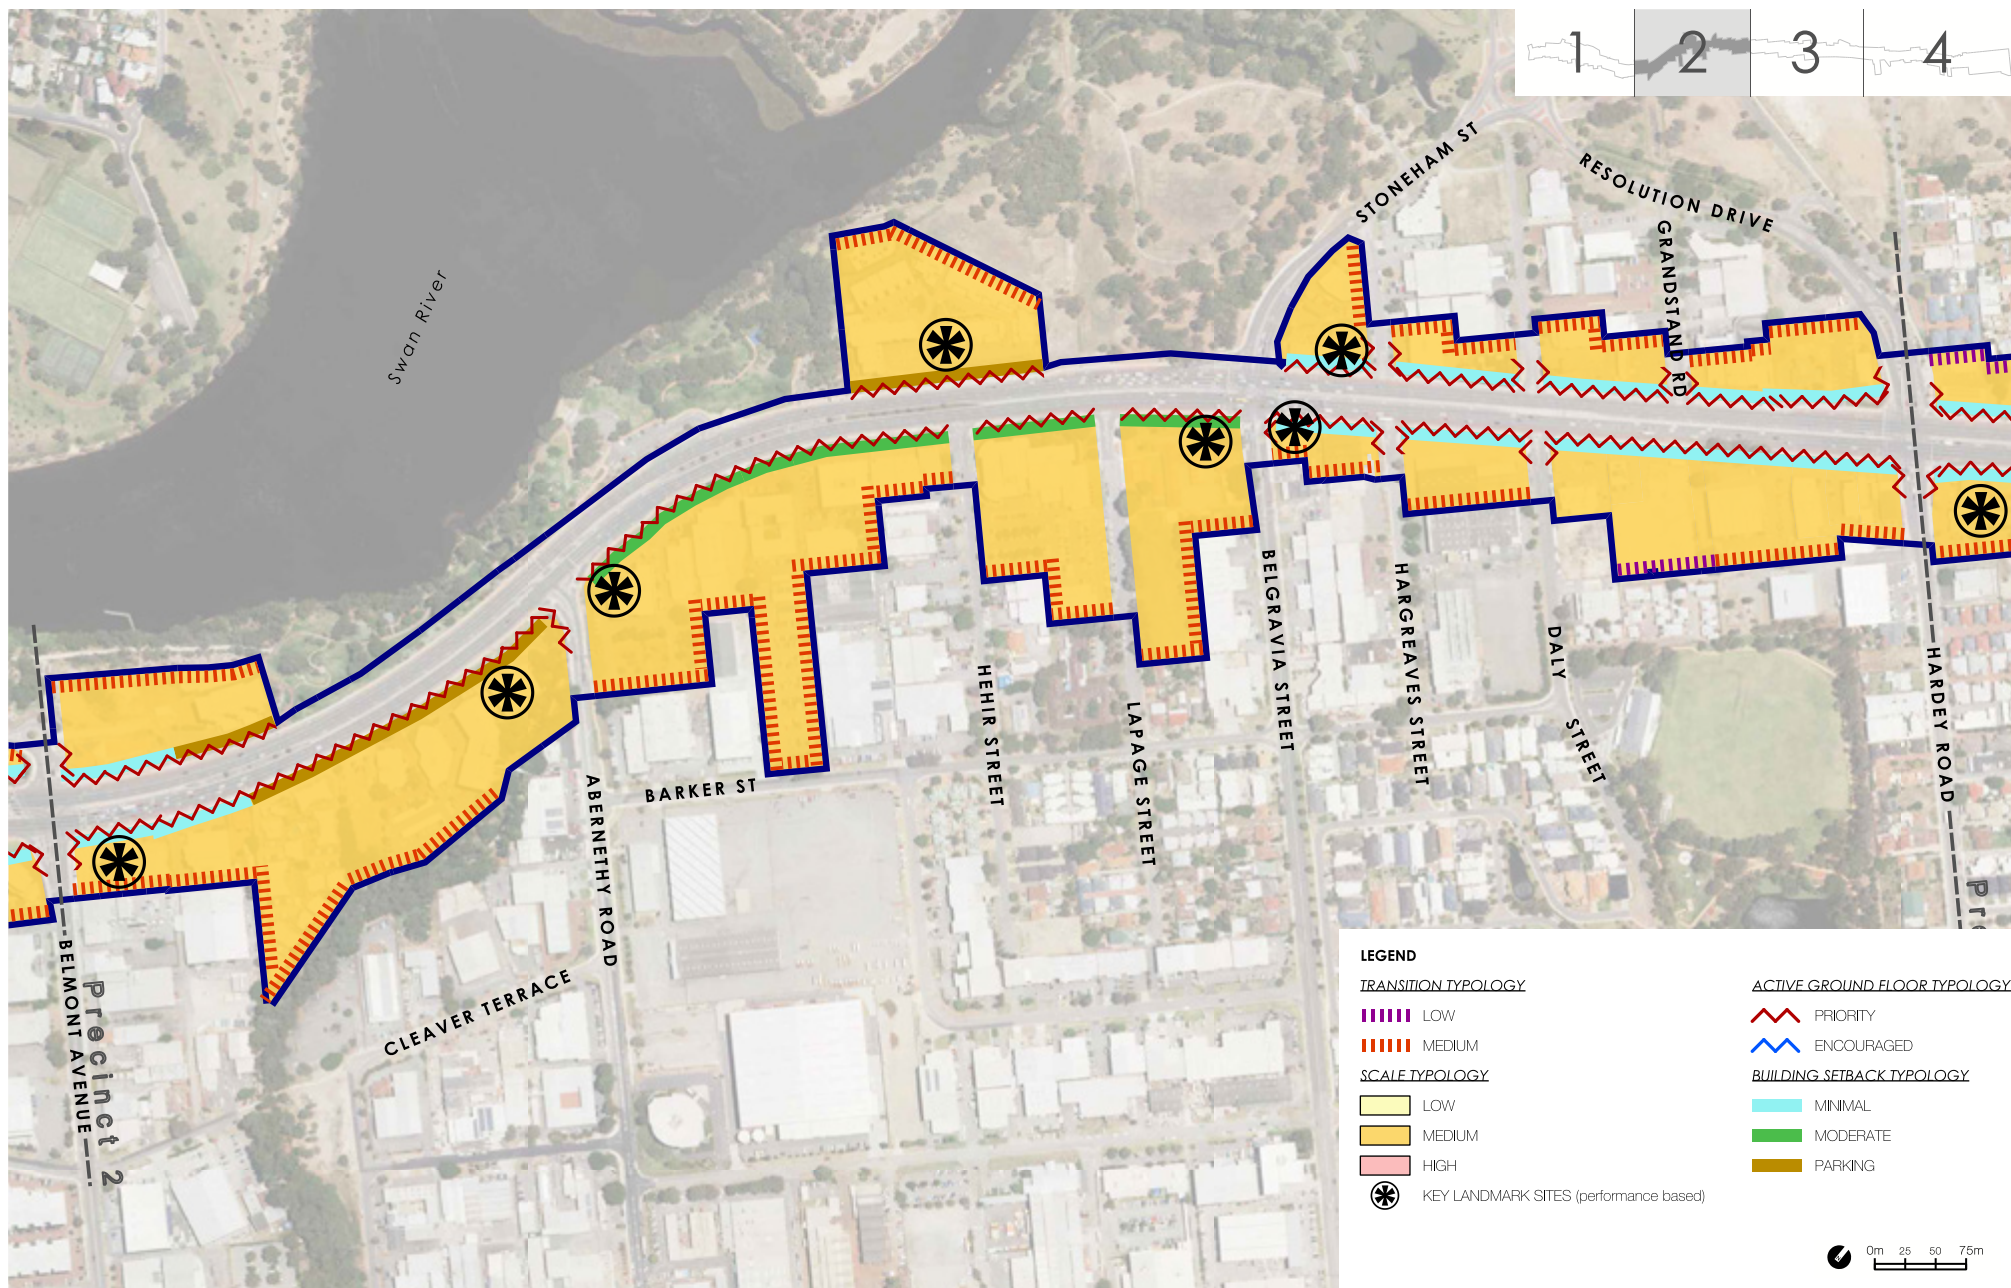 1 2 3 4
STONEHAM ST
RESOLUTION DRIVE
GRANDSTAND RD
Swan River
BELGRAVIA STREET
HARGREAVES STREET
DALY STREET
HARDEY ROAD
HEHIR STREET
LAPAGE STREET
BARKER ST
ABERNETHY ROAD
CLEAVER TERRACE
BELMONT AVENUE
Precinct 2
Pre
LEGEND
TRANSITION TYPOLOGY
LOW
MEDIUM
SCALE TYPOLOGY
LOW
MEDIUM
HIGH
KEY LANDMARK SITES (performance based)
ACTIVE GROUND FLOOR TYPOLOGY
PRIORITY
ENCOURAGED
BUILDING SETBACK TYPOLOGY
MINIMAL
MODERATE
PARKING
0m 25 50 75m